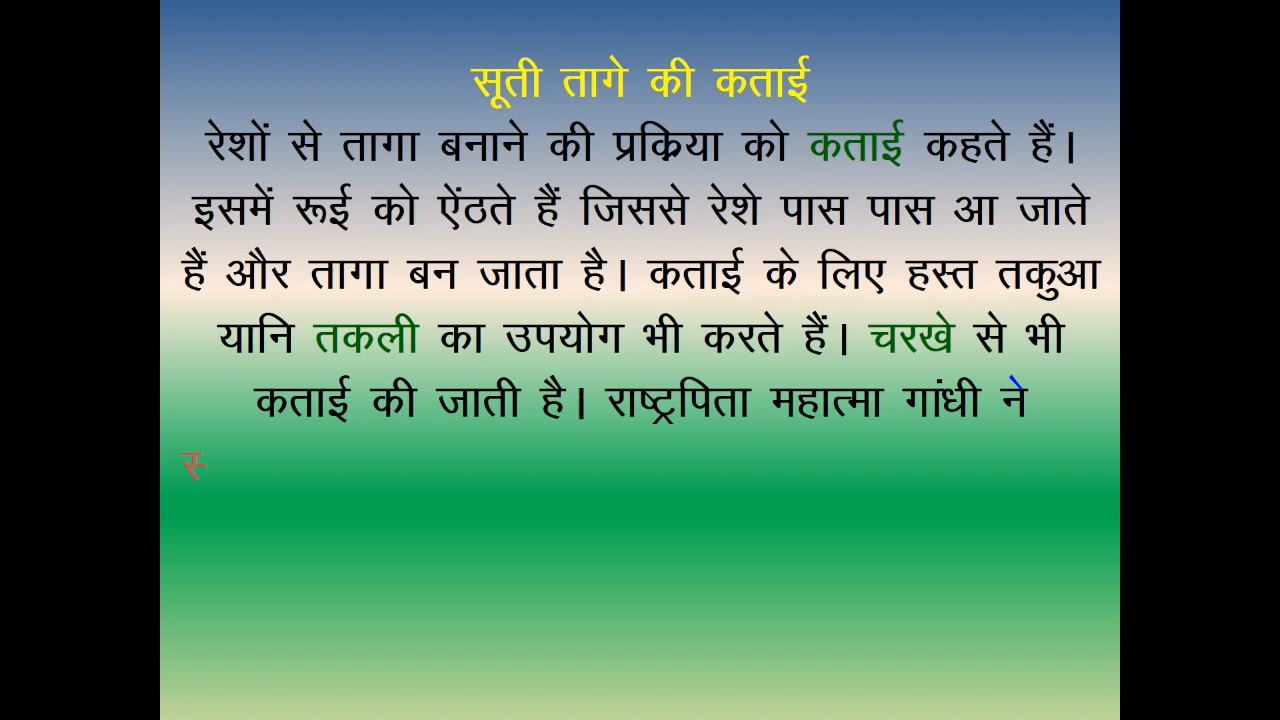 सूती तागे की कताई
रेशों से तागा बनाने की प्रक्रिया को कताई कहते हैं।
इसमें रूई को ऐंठते हैं जिससे रेशे पास पास आ जाते
हैं और तागा बन जाता है। कताई के लिए हस्त तकुआ
यानि तकली का उपयोग भी करते हैं। चरखे से भी
कताई की जाती है। राष्ट्रपिता महात्मा गांधी ने
स्